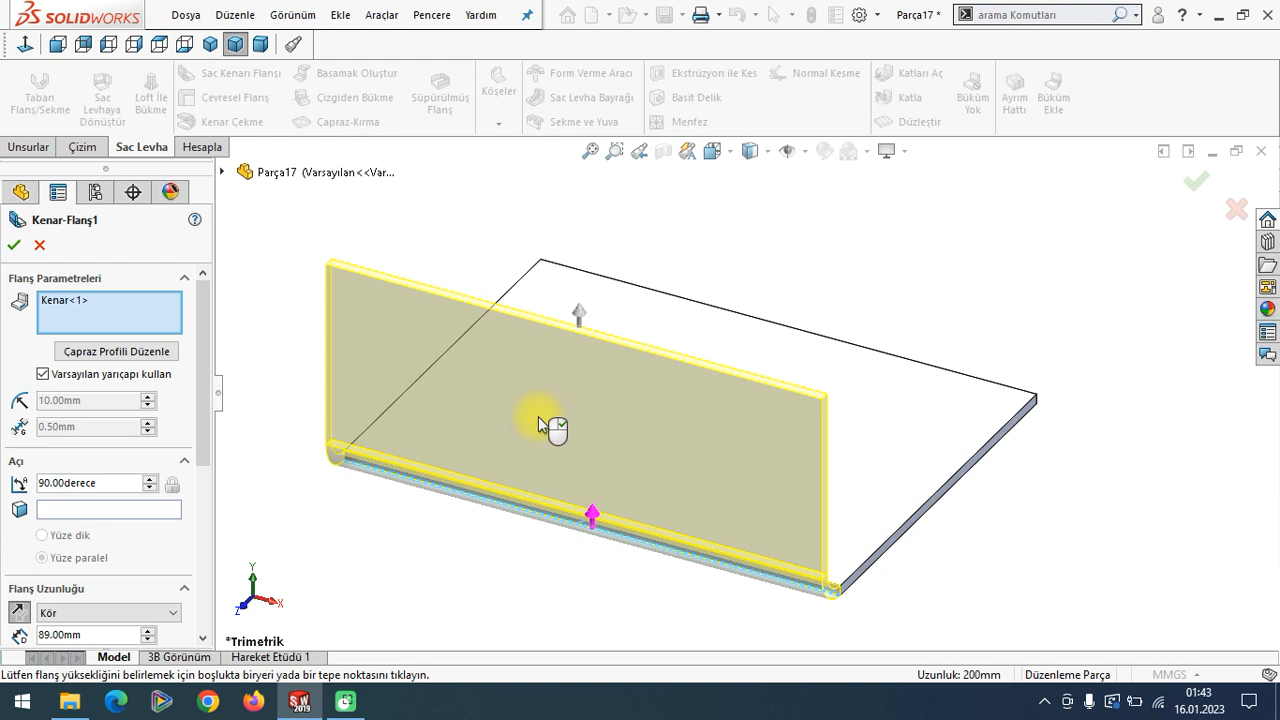 SOLIDWORKS
Dosya Düzenle Görünüm Ekle Araçlar Pencere Yardım Parça17 * arama Komutları ?
Taban Flanş/Sekme
Sac Levhaya Dönüştür
Loft İle Bükme
Sac Kenarı Flanşı
Çevresel Flanş
Kenar Çekme
Basamak Oluştur
Çizgiden Bükme
Çapraz-Kırma
Süpürülmüş Flanş
Köşeler
Form Verme Aracı
Sac Levha Bayrağı
Sekme ve Yuva
Ekstrüzyon ile Kes
Basit Delik
Menfez
Normal Kesme
Katları Aç
Katla
Düzleştir
Büküm Yok
Ayrım Hattı
Büküm Ekle
Unsurlar Çizim Sac Levha Hesapla
Parça17 (Varsayılan<<Var...
Kenar-Flanş1
Flanş Parametreleri
Kenar<1>
Çapraz Profili Düzenle
Varsayılan yarıçapı kullan
10.00mm
0.50mm
Açı
90.00derece
Yüze dik
Yüze paralel
Flanş Uzunluğu
Kör
89.00mm
Y
X
Z
*Trimetrik
Model 3B Görünüm Hareket Etüdü 1
Lütfen flanş yüksekliğini belirlemek için boşlukta biryeri yada bir tepe noktasını tıklayın. Uzunluk: 200mm Düzenleme Parça MMGS
SW 2019
01:43
16.01.2023